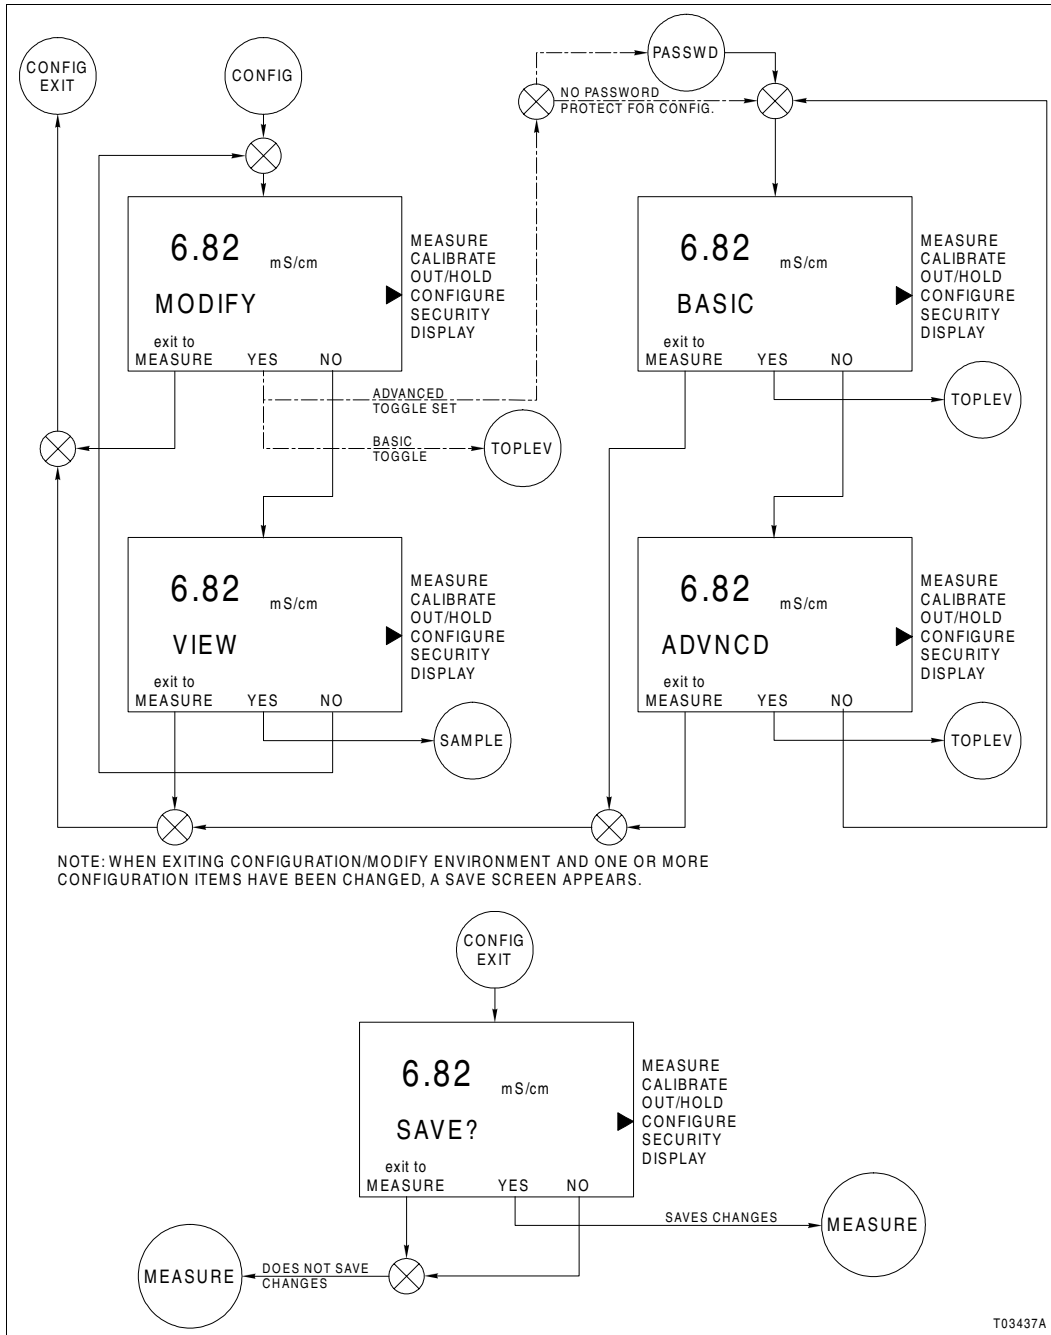 CONFIG
EXIT
CONFIG
PASSWD
NO PASSWORD
PROTECT FOR CONFIG.
6.82
mS/cm
MODIFY
exit to
MEASURE YES NO
MEASURE
CALIBRATE
OUT/HOLD
CONFIGURE
SECURITY
DISPLAY
6.82
mS/cm
BASIC
exit to
MEASURE YES NO
MEASURE
CALIBRATE
OUT/HOLD
CONFIGURE
SECURITY
DISPLAY
ADVANCED
TOGGLE SET
BASIC
TOGGLE
TOPLEV
TOPLEV
6.82
mS/cm
VIEW
exit to
MEASURE YES NO
MEASURE
CALIBRATE
OUT/HOLD
CONFIGURE
SECURITY
DISPLAY
6.82
mS/cm
ADVNCD
exit to
MEASURE YES NO
MEASURE
CALIBRATE
OUT/HOLD
CONFIGURE
SECURITY
DISPLAY
SAMPLE
TOPLEV
NOTE: WHEN EXITING CONFIGURATION/MODIFY ENVIRONMENT AND ONE OR MORE
CONFIGURATION ITEMS HAVE BEEN CHANGED, A SAVE SCREEN APPEARS.
CONFIG
EXIT
6.82
mS/cm
SAVE?
exit to
MEASURE YES NO
MEASURE
CALIBRATE
OUT/HOLD
CONFIGURE
SECURITY
DISPLAY
SAVES CHANGES
MEASURE
MEASURE
DOES NOT SAVE
CHANGES
T03437A